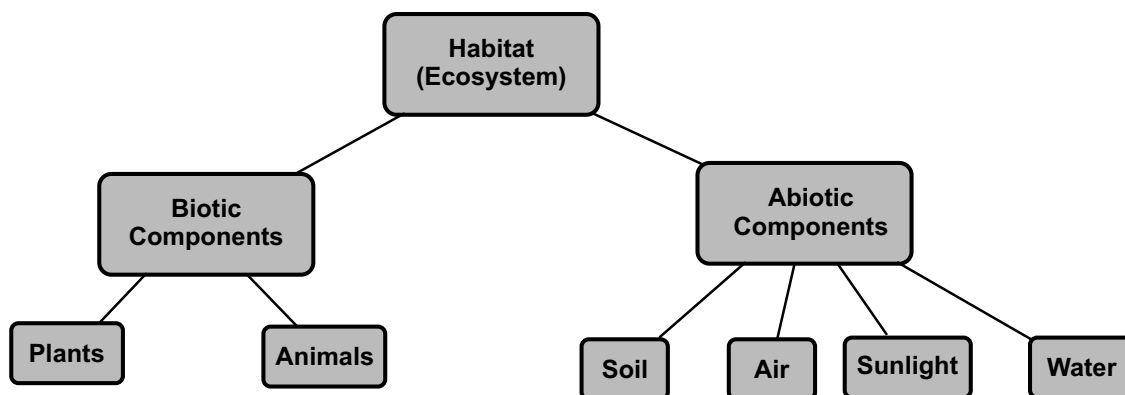 Habitat
(Ecosystem)
Biotic
Components
Abiotic
Components
Plants
Animals
Soil
Air
Sunlight
Water